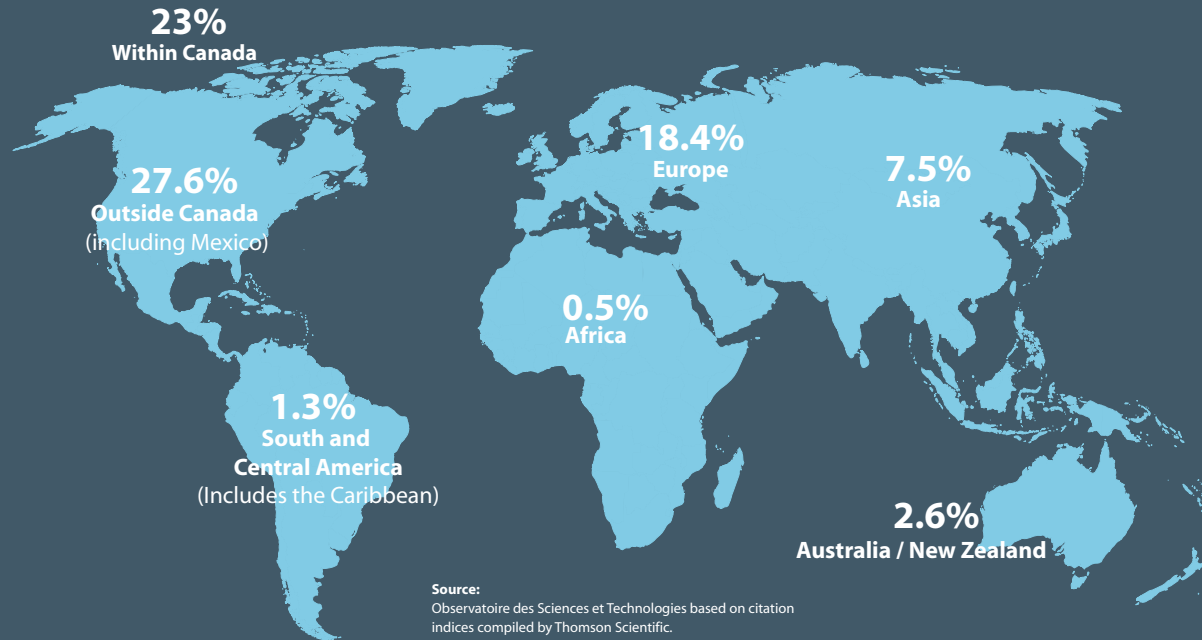 23%
Within Canada
27.6%
Outside Canada
(including Mexico)
18.4%
Europe
7.5%
Asia
0.5%
Africa
1.3%
South and
Central America
(Includes the Caribbean)
2.6%
Australia / New Zealand
Source:
Observatoire des Sciences et Technologies based on citation
indices compiled by Thomson Scientific.